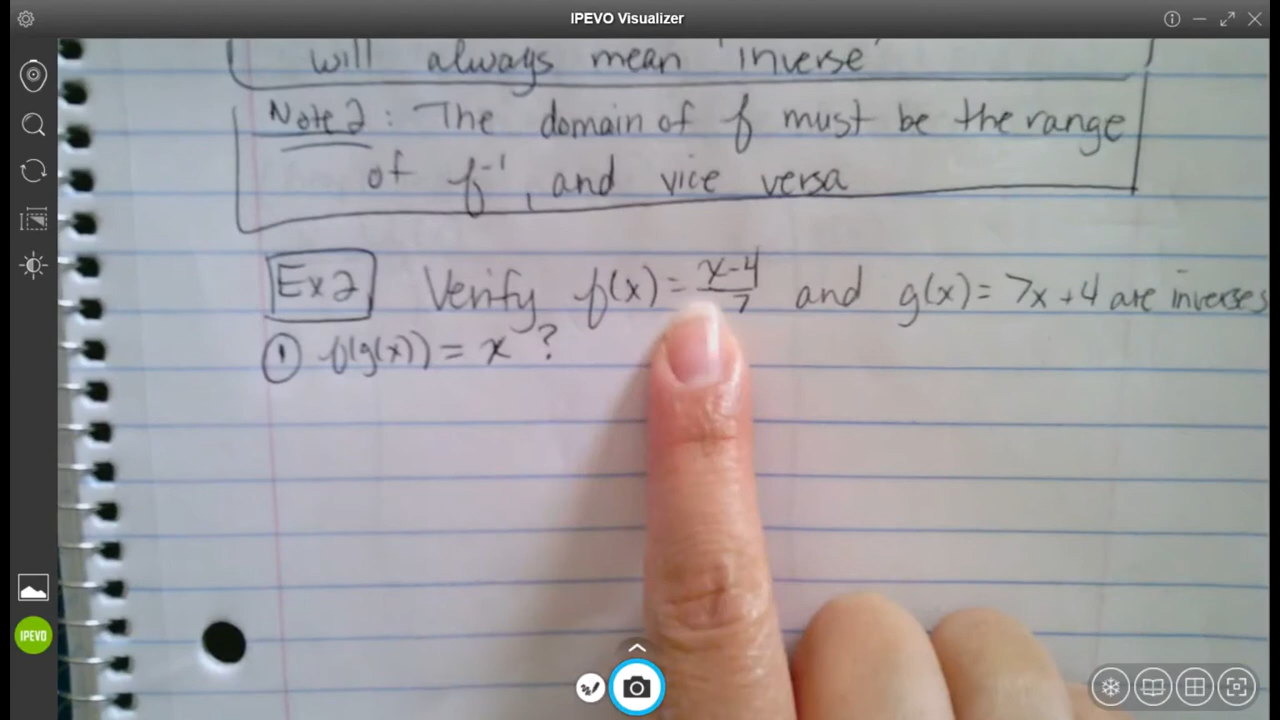 IPEVO Visualizer
will always mean 'inverse'
Note 2: The domain of f must be the range
of f⁻¹, and vice versa
Ex 2 Verify f(x) = (x-4)/7 and g(x) = 7x+4 are inverses
① f(g(x)) = x ?
IPEVO